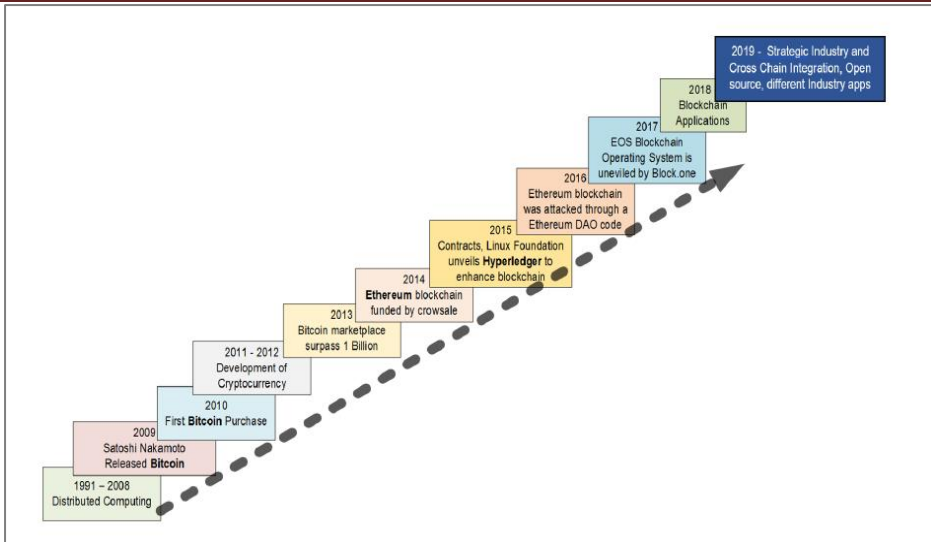 2019 - Strategic Industry and
Cross Chain Integration, Open
source, different Industry apps
2018
Blockchain
Applications
2017
EOS Blockchain
Operating System is
uneviled by Block.one
2016
Ethereum blockchain
was attacked through a
Ethereum DAO code
2015
Contracts, Linux Foundation
unveils Hyperledger to
enhance blockchain
2014
Ethereum blockchain
funded by crowsale
2013
Bitcoin marketplace
surpass 1 Billion
2011 - 2012
Development of
Cryptocurrency
2010
First Bitcoin Purchase
2009
Satoshi Nakamoto
Released Bitcoin
1991 – 2008
Distributed Computing